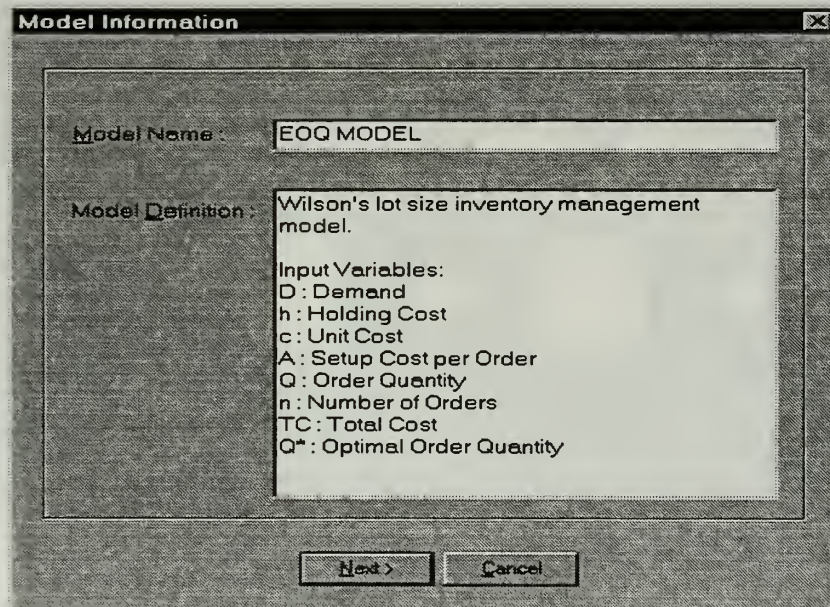 Model Information
Model Name :
EOQ MODEL
Model Definition :
Wilson's lot size inventory management
model.
Input Variables:
D : Demand
h : Holding Cost
c : Unit Cost
A : Setup Cost per Order
Q : Order Quantity
n : Number of Orders
TC : Total Cost
Q* : Optimal Order Quantity
Next >
Cancel